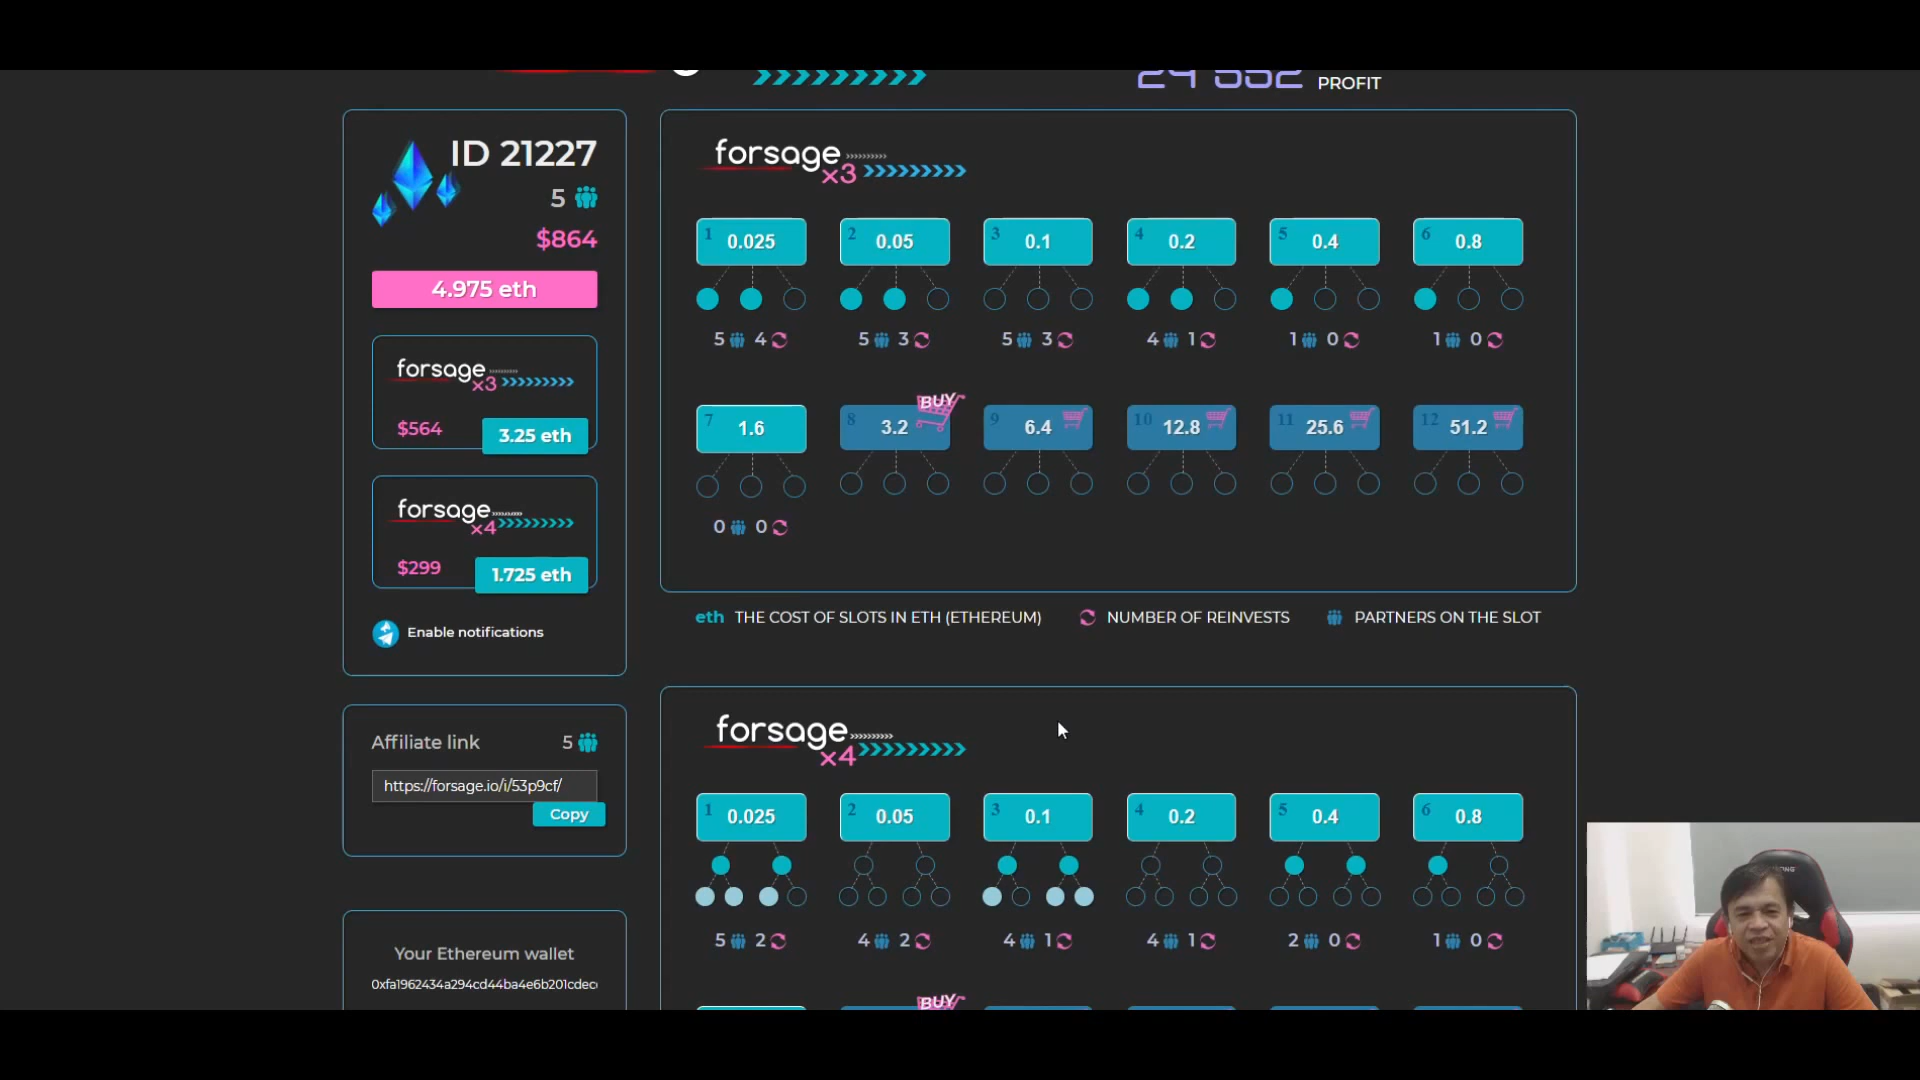 29 552 PROFIT
ID 21227
5
$864
4.975 eth
forsage
x3
$564
3.25 eth
forsage
x4
$299
1.725 eth
Enable notifications
Affiliate link 5
https://forsage.io/i/53p9cf/
Copy
Your Ethereum wallet
0xfa1962434a294cd44ba4e6b201cdec
forsage
x3
1 0.025 2 0.05 3 0.1 4 0.2 5 0.4 6 0.8
5 4 5 3 5 3 4 1 1 0 1 0
BUY
7 1.6 8 3.2 9 6.4 10 12.8 11 25.6 12 51.2
0 0
eth THE COST OF SLOTS IN ETH (ETHEREUM) NUMBER OF REINVESTS PARTNERS ON THE SLOT
forsage
x4
1 0.025 2 0.05 3 0.1 4 0.2 5 0.4 6 0.8
5 2 4 2 4 1 4 1 2 0 1 0
BUY